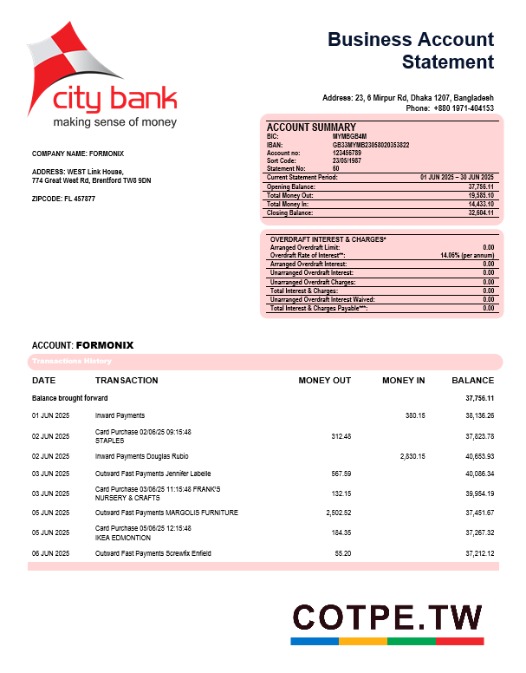 Business Account
Statement
city bank
making sense of money
Address: 23, 6 Mirpur Rd, Dhaka 1207, Bangladesh
Phone: +880 1971-404153
ACCOUNT SUMMARY
BIC: MYMBGB4M
IBAN: GB33MYMB23058020353822
Account no: 123456789
Sort Code: 23/05/1987
Statement No: 60
Current Statement Period: 01 JUN 2025 – 30 JUN 2025
Opening Balance: 37,756.11
Total Money Out: 19,585.10
Total Money In: 14,433.10
Closing Balance: 32,604.11
COMPANY NAME: FORMONIX
ADDRESS: WEST Link House,
774 Great West Rd, Brentford TW8 9DN
ZIPCODE: FL 457877
OVERDRAFT INTEREST & CHARGES*
Arranged Overdraft Limit: 0.00
Overdraft Rate of Interest**: 14.06% (per annum)
Arranged Overdraft Interest: 0.00
Unarranged Overdraft Interest: 0.00
Unarranged Overdraft Charges: 0.00
Total Interest & Charges: 0.00
Unarranged Overdraft Interest Waived: 0.00
Total Interest & Charges Payable***: 0.00
ACCOUNT: FORMONIX
Transactions History
DATE TRANSACTION MONEY OUT MONEY IN BALANCE
Balance brought forward 37,756.11
01 JUN 2025 Inward Payments 380.15 38,136.26
02 JUN 2025 Card Purchase 02/06/25 09:15:48 312.48 37,823.78
STAPLES
02 JUN 2025 Inward Payments Douglas Rubio 2,830.15 40,653.93
03 JUN 2025 Outward Fast Payments Jennifer Labelle 567.59 40,086.34
03 JUN 2025 Card Purchase 03/06/25 11:15:48 FRANK'S 132.15 39,954.19
NURSERY & CRAFTS
05 JUN 2025 Outward Fast Payments MARGOLIS FURNITURE 2,502.52 37,451.67
05 JUN 2025 Card Purchase 05/06/25 12:15:48 184.35 37,267.32
IKEA EDMONTION
06 JUN 2025 Outward Fast Payments Screwfix Enfield 55.20 37,212.12
COTPE.TW